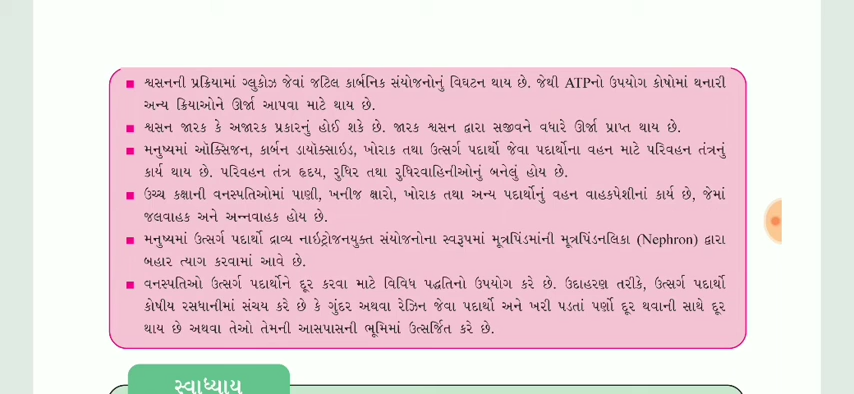 ■ શ્વસનની પ્રક્રિયામાં ગ્લુકોઝ જેવાં જટિલ કાર્બનિક સંયોજનોનું વિઘટન થાય છે. જેથી ATPનો ઉપયોગ કોષોમાં થનારી
અન્ય ક્રિયાઓને ઊર્જા આપવા માટે થાય છે.
■ શ્વસન જારક કે અજારક પ્રકારનું હોઈ શકે છે. જારક શ્વસન દ્વારા સજીવને વધારે ઊર્જા પ્રાપ્ત થાય છે.
■ મનુષ્યમાં ઑક્સિજન, કાર્બન ડાયૉક્સાઇડ, ખોરાક તથા ઉત્સર્ગ પદાર્થો જેવા પદાર્થોના વહન માટે પરિવહન તંત્રનું
કાર્ય થાય છે. પરિવહન તંત્ર હૃદય, રુધિર તથા રુધિરવાહિનીઓનું બનેલું હોય છે.
■ ઉચ્ચ કક્ષાની વનસ્પતિઓમાં પાણી, ખનીજ ક્ષારો, ખોરાક તથા અન્ય પદાર્થોનું વહન વાહકપેશીનાં કાર્ય છે, જેમાં
જલવાહક અને અન્નવાહક હોય છે.
■ મનુષ્યમાં ઉત્સર્ગ પદાર્થો દ્રાવ્ય નાઇટ્રોજનયુક્ત સંયોજનોના સ્વરૂપમાં મૂત્રપિંડમાંની મૂત્રપિંડનલિકા (Nephron) દ્વારા
બહાર ત્યાગ કરવામાં આવે છે.
■ વનસ્પતિઓ ઉત્સર્ગ પદાર્થોને દૂર કરવા માટે વિવિધ પદ્ધતિનો ઉપયોગ કરે છે. ઉદાહરણ તરીકે, ઉત્સર્ગ પદાર્થો
કોષીય રસધાનીમાં સંચય કરે છે કે ગુંદર અથવા રેઝિન જેવા પદાર્થો અને ખરી પડતાં પર્ણો દૂર થવાની સાથે દૂર
થાય છે અથવા તેઓ તેમની આસપાસની ભૂમિમાં ઉત્સર્જિત કરે છે.
સ્વાધ્યાય